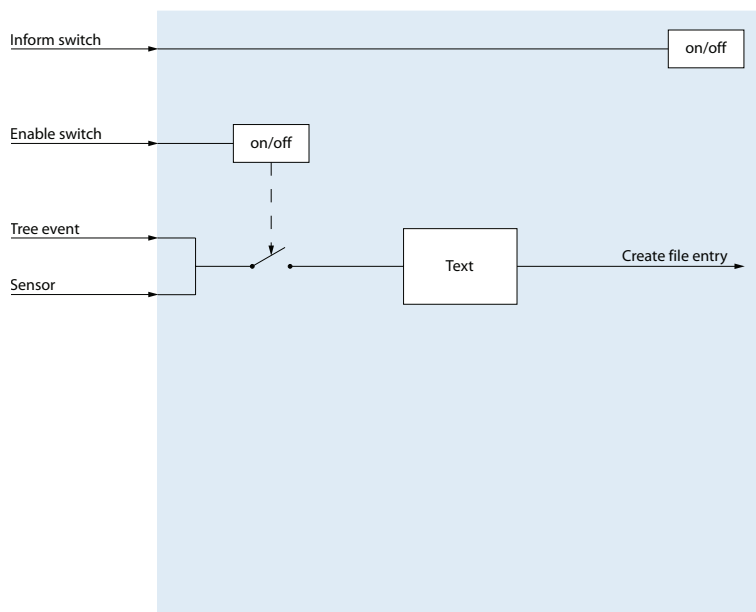 Inform switch
on/off
Enable switch
on/off
Tree event
Sensor
Text
Create file entry